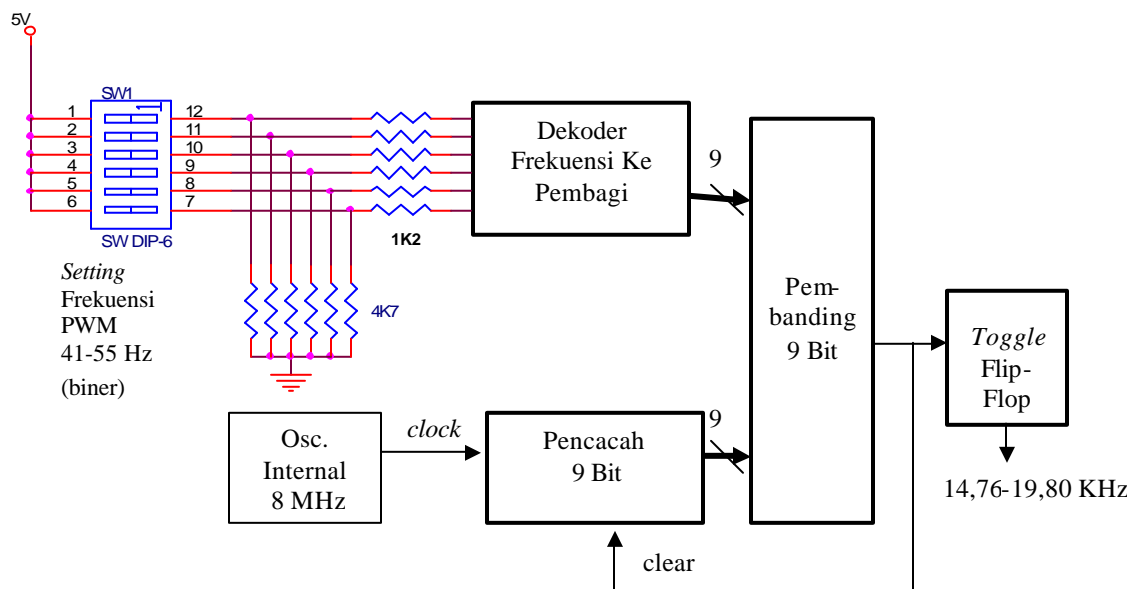 5V
SW1
1
2
3
4
5
6
12
11
10
9
8
7
SW DIP-6
Setting
Frekuensi
PWM
41-55 Hz
(biner)
1K2
4K7
Dekoder
Frekuensi Ke
Pembagi
9
Pem-
banding
9 Bit
Toggle
Flip-
Flop
14,76-19,80 KHz
Osc.
Internal
8 MHz
clock
Pencacah
9 Bit
9
clear